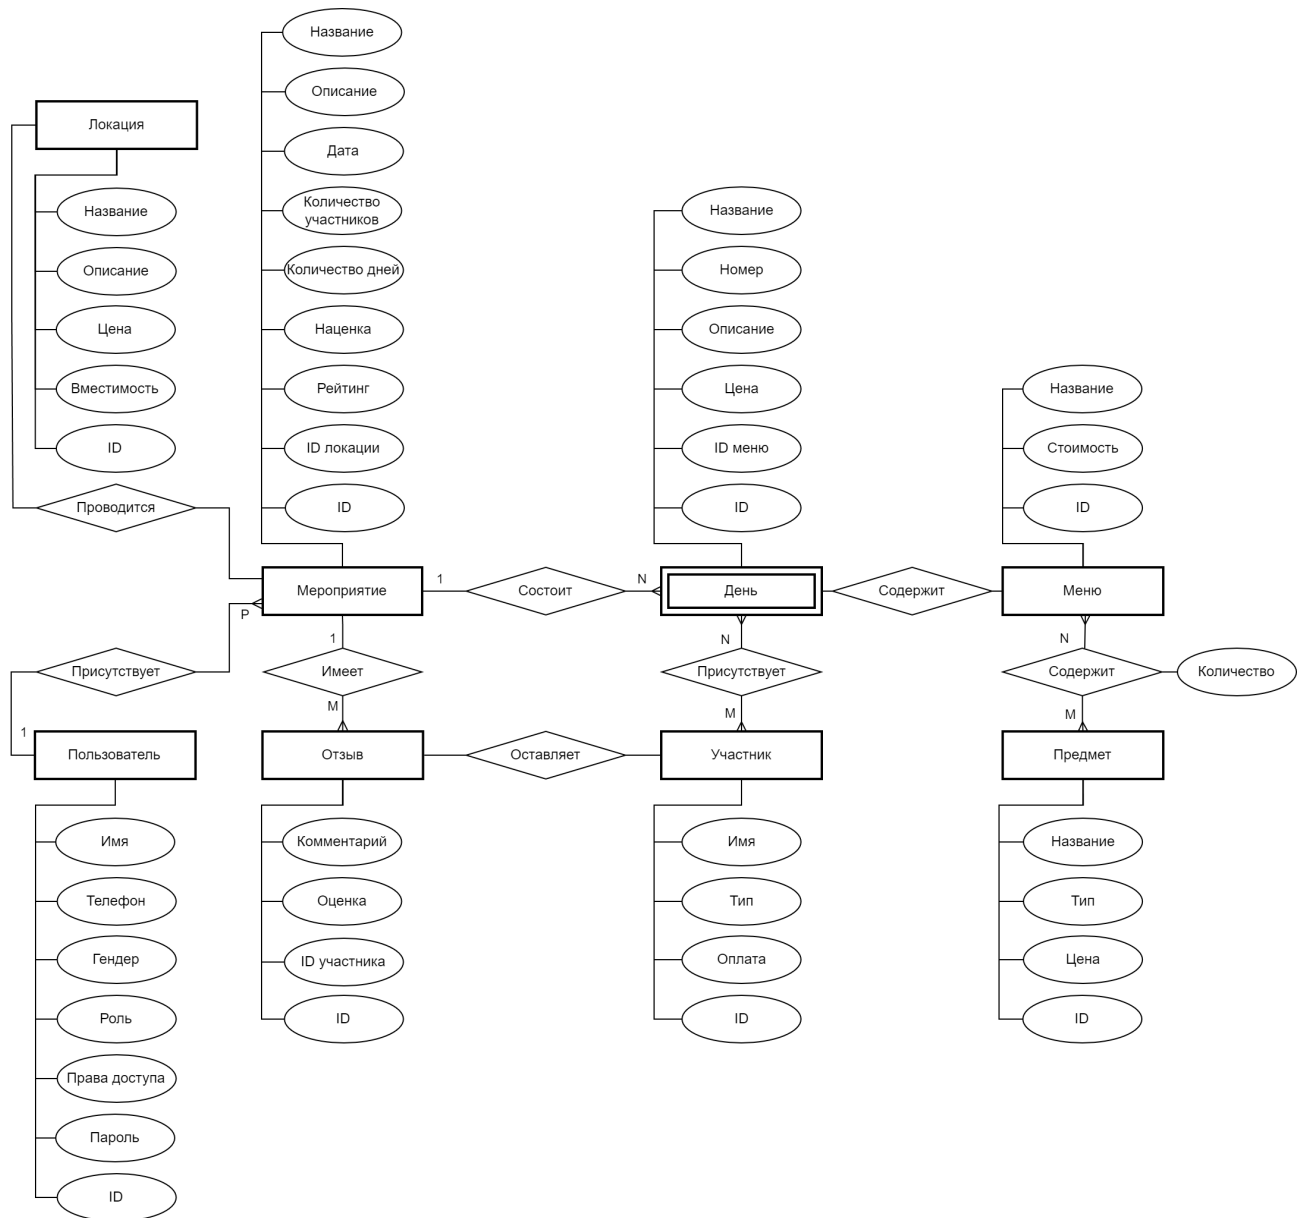 Локация
Название
Описание
Цена
Вместимость
ID
Проводится
Название
Описание
Дата
Количество
участников
Количество дней
Наценка
Рейтинг
ID локации
ID
Мероприятие
1
Состоит
N
Название
Номер
Описание
Цена
ID меню
ID
День
Содержит
Название
Стоимость
ID
Меню
P
Присутствует
1
Пользователь
Имя
Телефон
Гендер
Роль
Права доступа
Пароль
ID
1
Имеет
M
Отзыв
Комментарий
Оценка
ID участника
ID
Оставляет
N
Присутствует
M
Участник
Имя
Тип
Оплата
ID
N
Содержит
Количество
M
Предмет
Название
Тип
Цена
ID